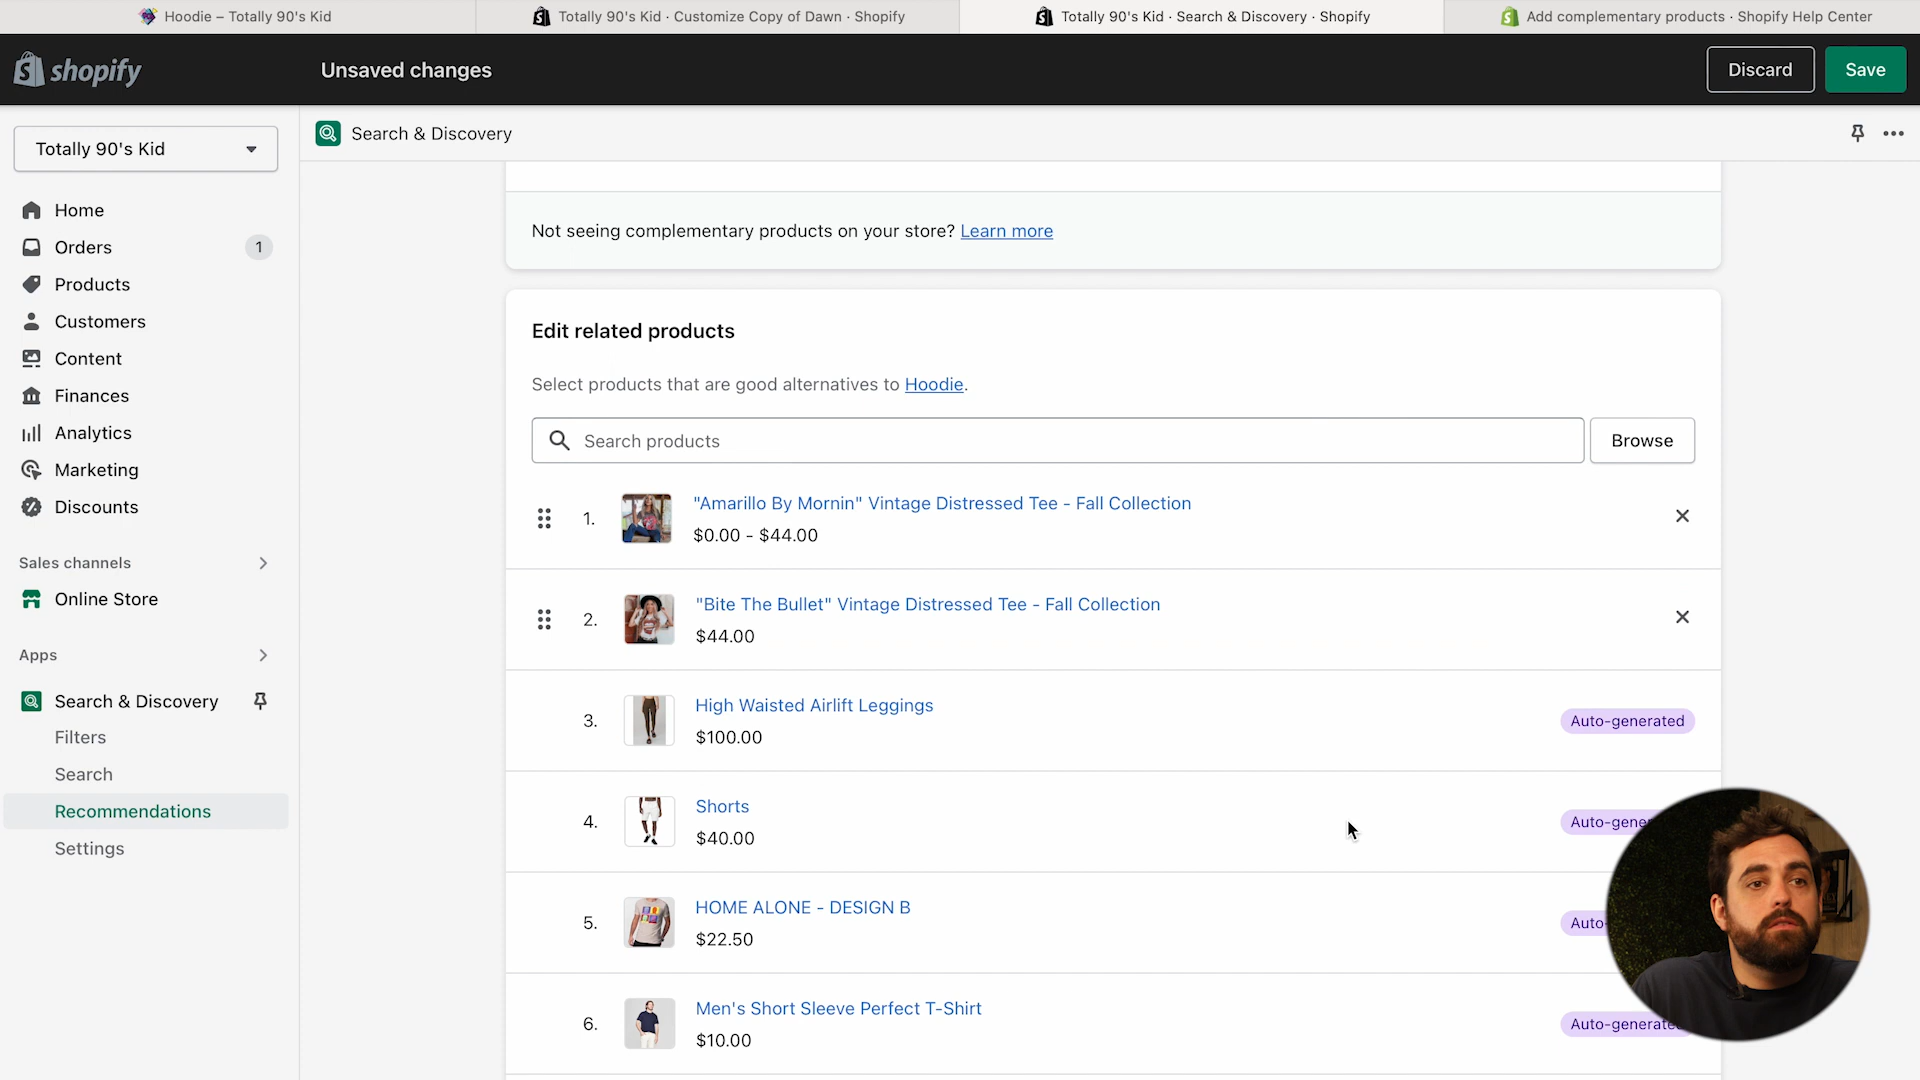 Hoodie – Totally 90's Kid
Totally 90's Kid · Customize Copy of Dawn · Shopify
Totally 90's Kid · Search & Discovery · Shopify
Add complementary products · Shopify Help Center
shopify
Unsaved changes
Discard
Save
Totally 90's Kid
Search & Discovery
Home
Orders
1
Products
Customers
Content
Finances
Analytics
Marketing
Discounts
Sales channels
Online Store
Apps
Search & Discovery
Filters
Search
Recommendations
Settings
Not seeing complementary products on your store? Learn more
Edit related products
Select products that are good alternatives to Hoodie.
Search products
Browse
1.
"Amarillo By Mornin" Vintage Distressed Tee - Fall Collection
$0.00 - $44.00
2.
"Bite The Bullet" Vintage Distressed Tee - Fall Collection
$44.00
3.
High Waisted Airlift Leggings
$100.00
Auto-generated
4.
Shorts
$40.00
Auto-gene
5.
HOME ALONE - DESIGN B
$22.50
Auto-
6.
Men's Short Sleeve Perfect T-Shirt
$10.00
Auto-generate